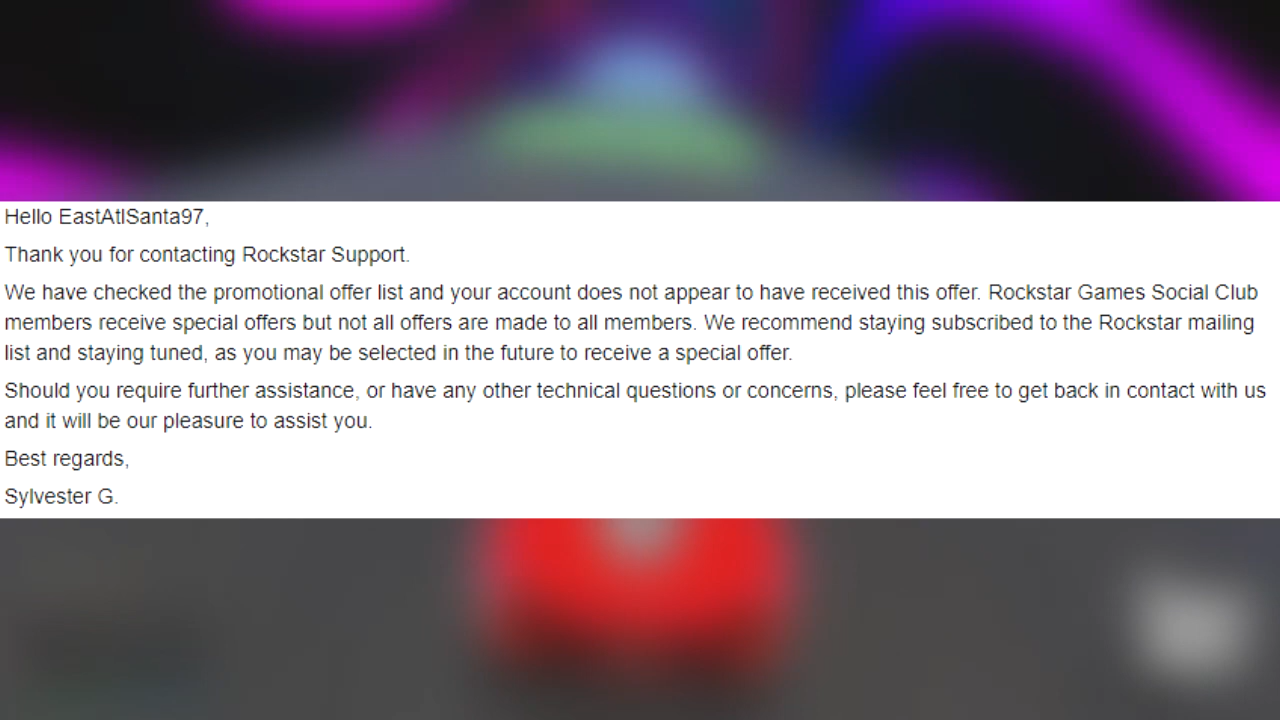 Hello EastAtlSanta97,
Thank you for contacting Rockstar Support.
We have checked the promotional offer list and your account does not appear to have received this offer. Rockstar Games Social Club
members receive special offers but not all offers are made to all members. We recommend staying subscribed to the Rockstar mailing
list and staying tuned, as you may be selected in the future to receive a special offer.
Should you require further assistance, or have any other technical questions or concerns, please feel free to get back in contact with us
and it will be our pleasure to assist you.
Best regards,
Sylvester G.